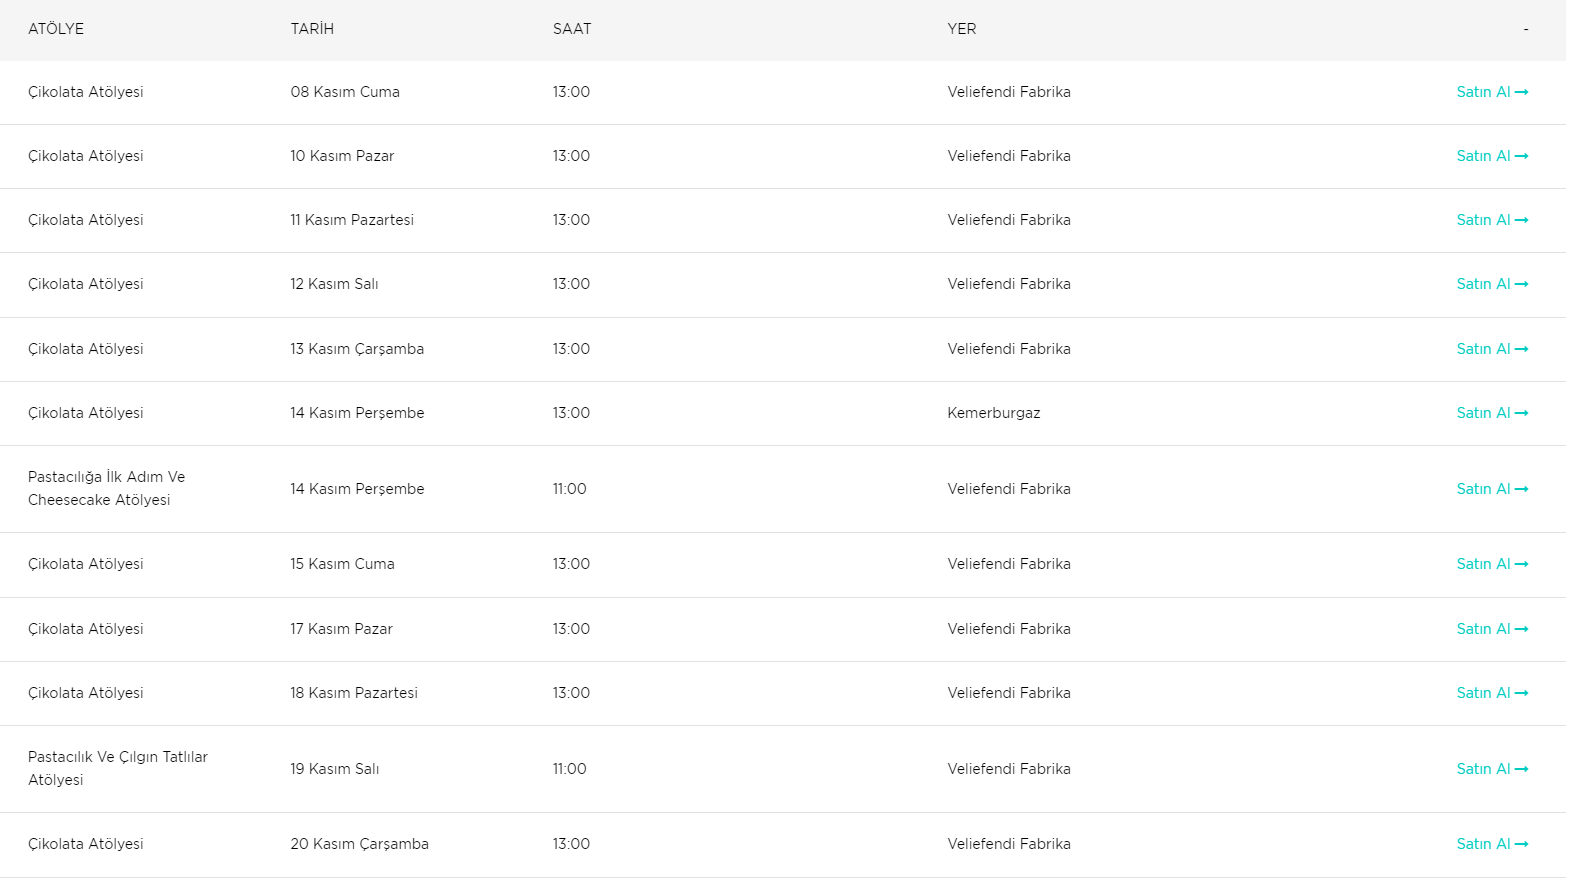 ATÖLYE TARİH SAAT YER -
Çikolata Atölyesi 08 Kasım Cuma 13:00 Veliefendi Fabrika Satın Al
Çikolata Atölyesi 10 Kasım Pazar 13:00 Veliefendi Fabrika Satın Al
Çikolata Atölyesi 11 Kasım Pazartesi 13:00 Veliefendi Fabrika Satın Al
Çikolata Atölyesi 12 Kasım Salı 13:00 Veliefendi Fabrika Satın Al
Çikolata Atölyesi 13 Kasım Çarşamba 13:00 Veliefendi Fabrika Satın Al
Çikolata Atölyesi 14 Kasım Perşembe 13:00 Kemerburgaz Satın Al
Pastacılığa İlk Adım Ve
Cheesecake Atölyesi 14 Kasım Perşembe 11:00 Veliefendi Fabrika Satın Al
Çikolata Atölyesi 15 Kasım Cuma 13:00 Veliefendi Fabrika Satın Al
Çikolata Atölyesi 17 Kasım Pazar 13:00 Veliefendi Fabrika Satın Al
Çikolata Atölyesi 18 Kasım Pazartesi 13:00 Veliefendi Fabrika Satın Al
Pastacılık Ve Çılgın Tatlılar
Atölyesi 19 Kasım Salı 11:00 Veliefendi Fabrika Satın Al
Çikolata Atölyesi 20 Kasım Çarşamba 13:00 Veliefendi Fabrika Satın Al